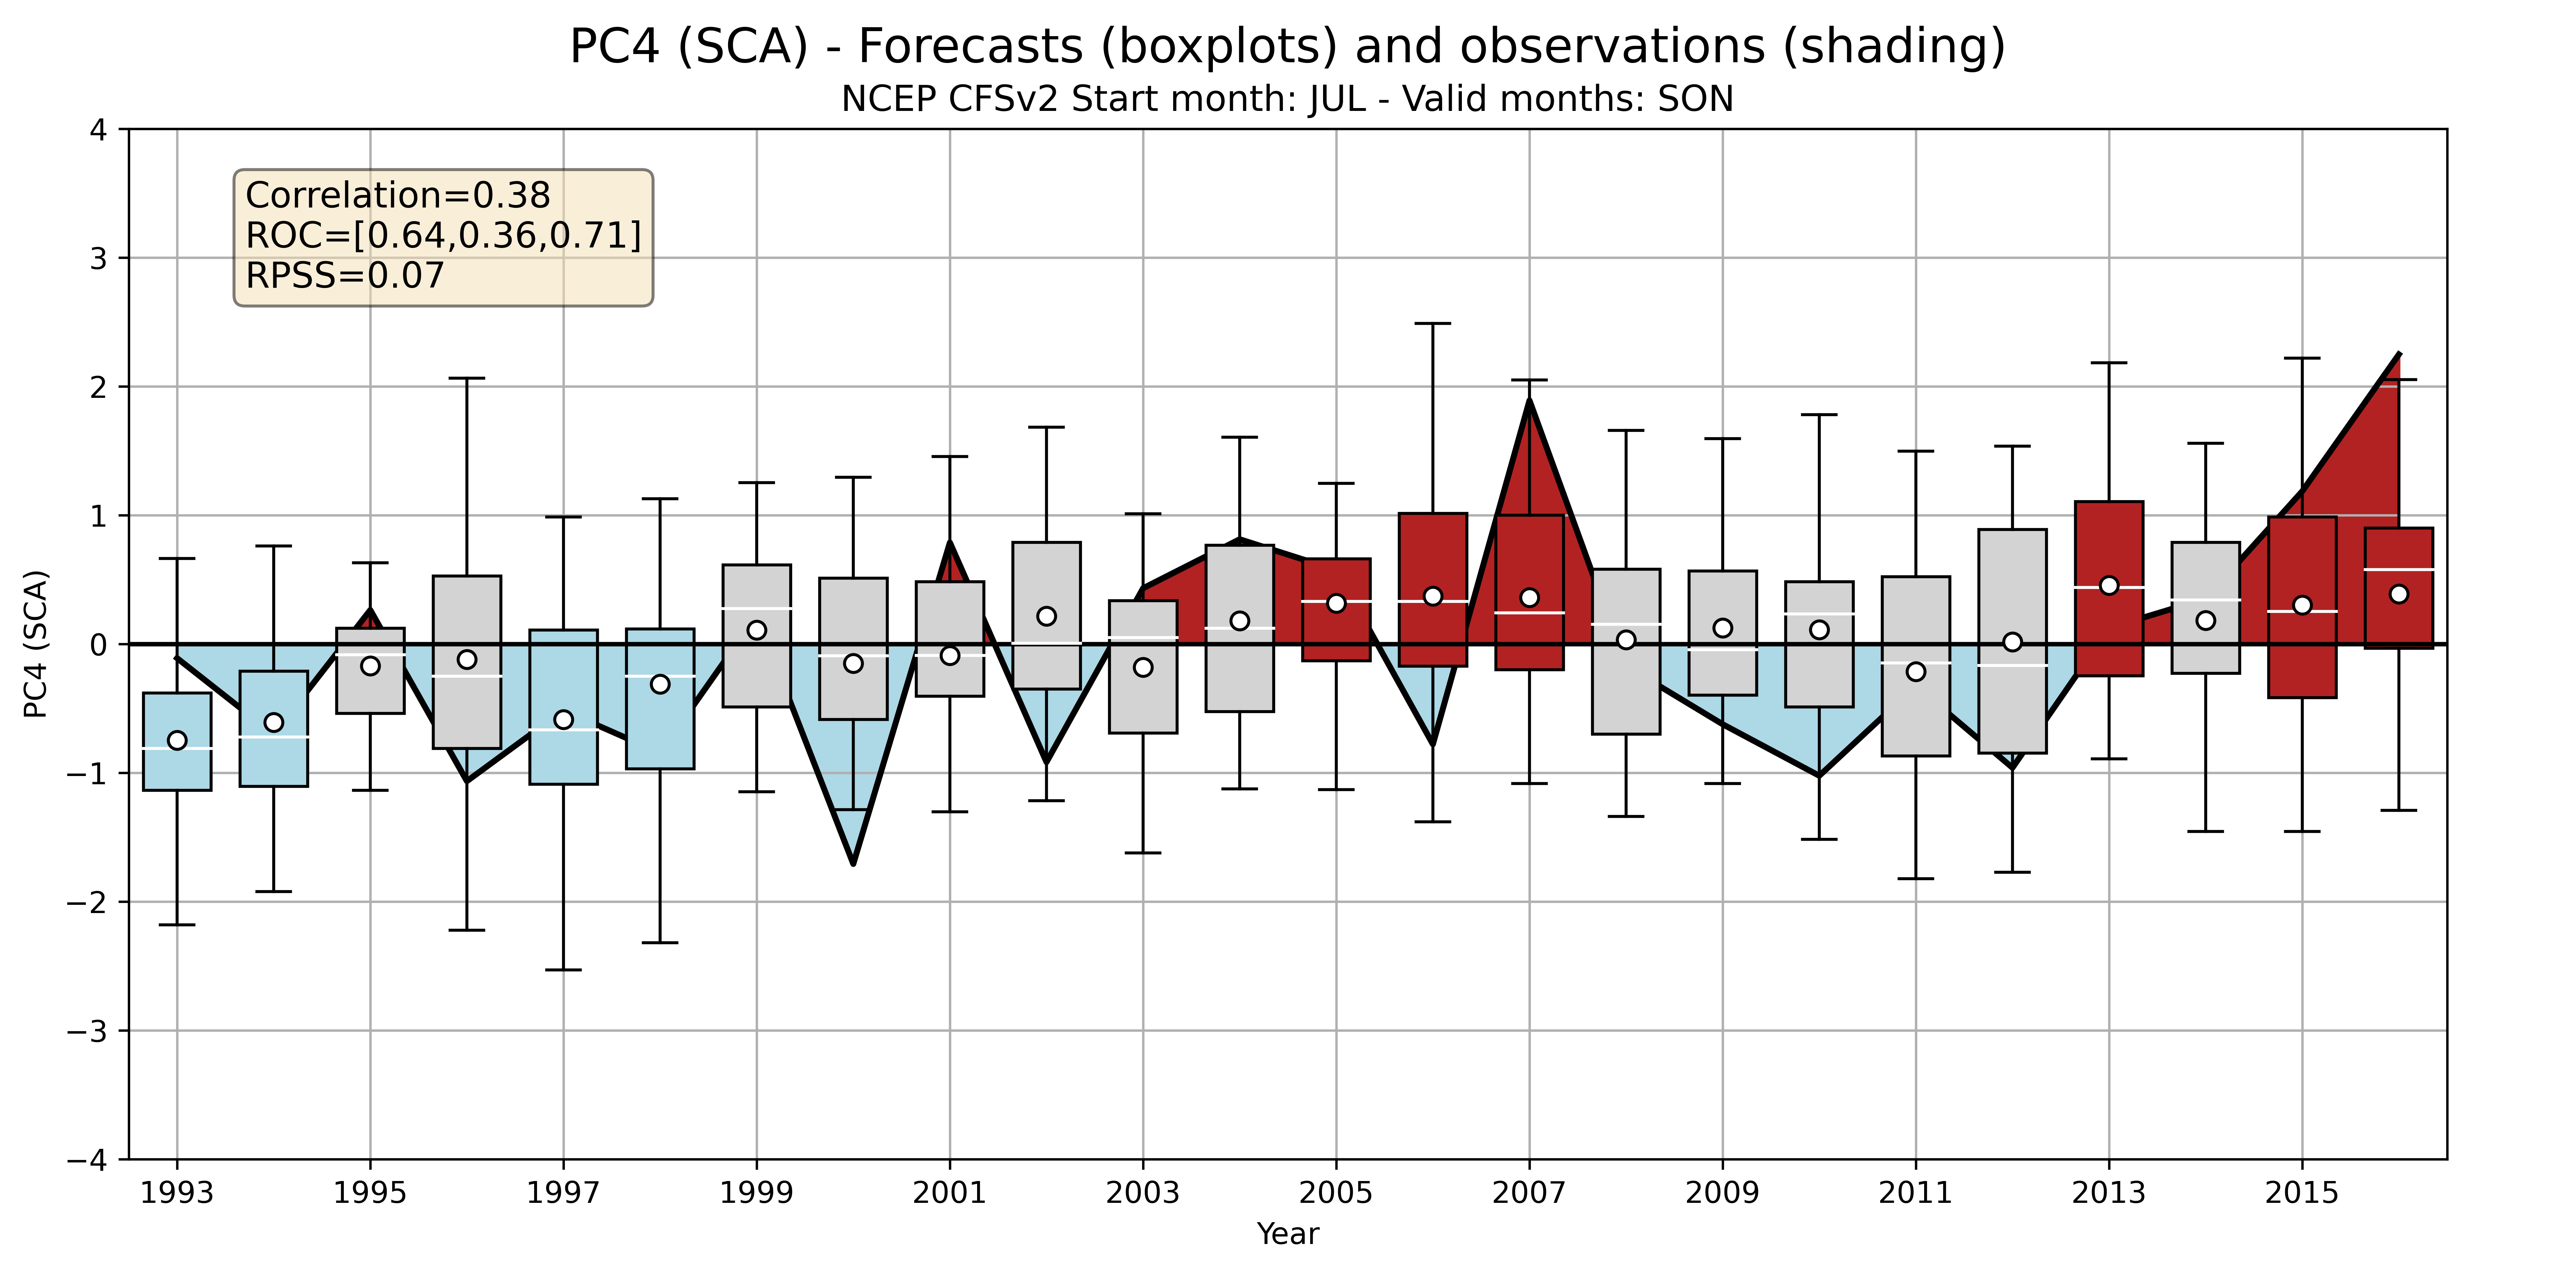 PC4 (SCA) - Forecasts (boxplots) and observations (shading)
NCEP CFSv2 Start month: JUL - Valid months: SON
Correlation=0.38
ROC=[0.64,0.36,0.71]
RPSS=0.07
PC4 (SCA)
4
3
2
1
0
−1
−2
−3
−4
1993 1995 1997 1999 2001 2003 2005 2007 2009 2011 2013 2015
Year